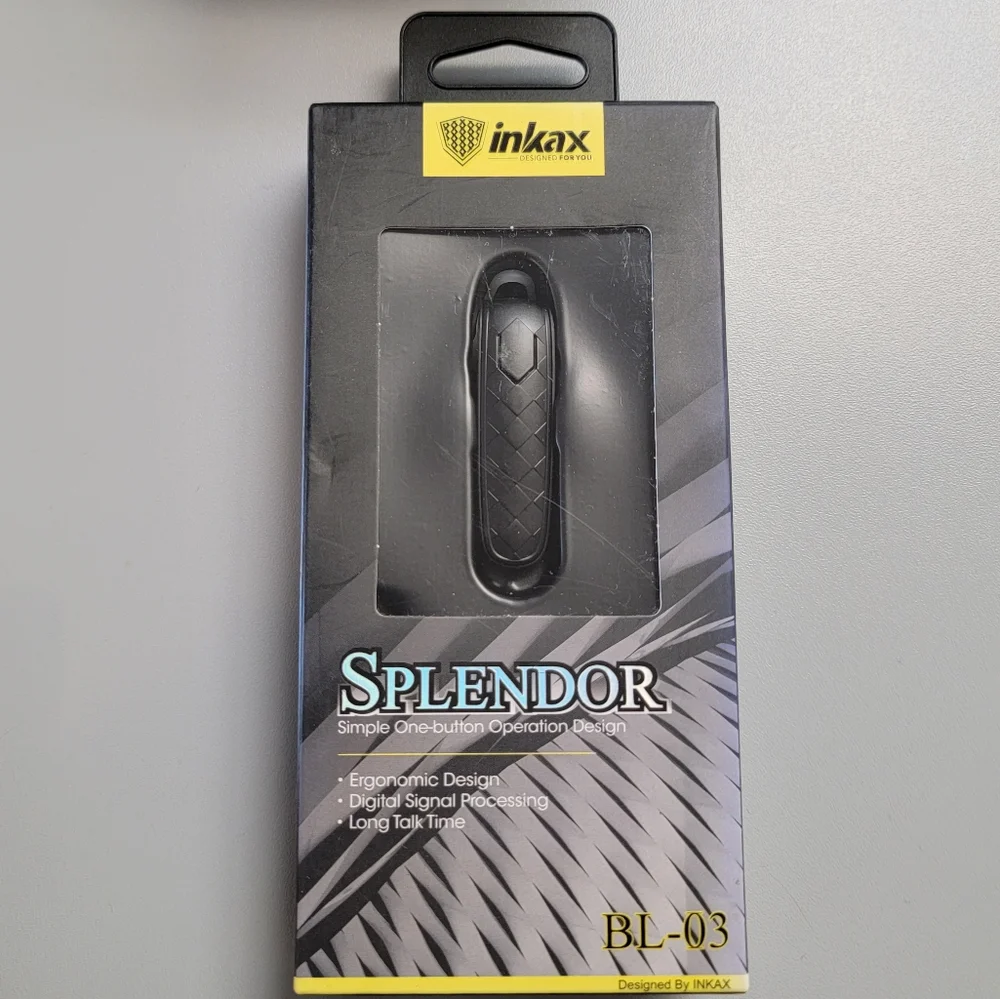 inkax
DESIGNED FOR YOU
SPLENDOR
Simple One-button Operation Design
• Ergonomic Design
• Digital Signal Processing
• Long Talk Time
BL-03
Designed By INKAX